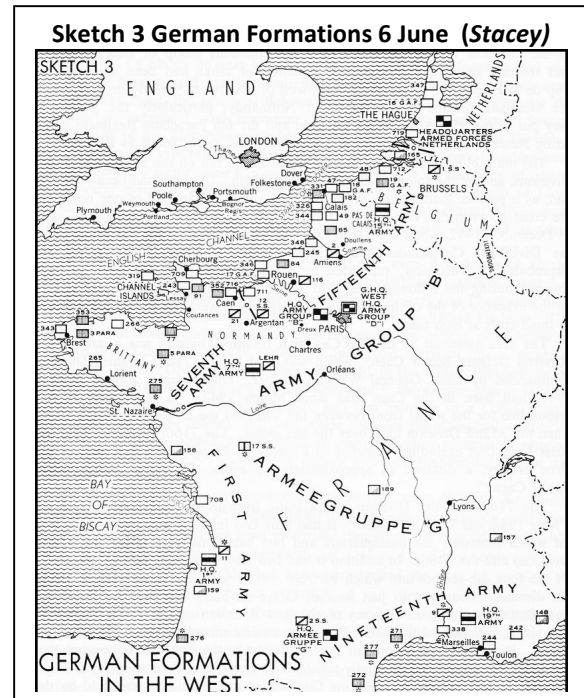 Sketch 3 German Formations 6 June (Stacey)
SKETCH 3
ENGLAND
NETHERLANDS
347
16 G.A.F.
THE HAGUE
719
HEADQUARTERS
ARMED FORCES
NETHERLANDS
165
LONDON
Thames
1 S.S.
48
712
19
G.A.F.
BRUSSELS
BELGIUM
Dover
Folkestone
47
331
18
G.A.F.
182
326
Calais
344
49
85
PAS DE
CALAIS
H.Q.
15TH
ARMY
Southampton
Portsmouth
Poole
Bognor
Regis
Weymouth
Portland
Plymouth
ENGLISH
CHANNEL
348
245
2
Doullens
Somme
Amiens
84
346
17 G.A.F.
Rouen
Seine
116
Cherbourg
709
319
243
CHANNEL
ISLANDS
Lessay
91
352
716
711
Caen
12
S.S.
21
Argentan
Coutances
NORMANDY
H.Q.
ARMY
GROUP
"B"
Dreux
PARIS
G.H.Q.
WEST
(H.Q.
ARMY
GROUP
"D")
Chartres
FIFTEENTH
ARMY
353
343
3 PARA
Brest
266
77
BRITTANY
5 PARA
265
Lorient
275
St. Nazaire
SEVENTH
ARMY
H.Q.
7TH
ARMY
LEHR
ARMY GROUP "B"
Orléans
Loire
158
17 S.S.
BAY
OF
BISCAY
FIRST ARMY
ARMEEGRUPPE "G"
FRANCE
189
708
Lyons
157
11
H.Q.
1ST
ARMY
159
Rhône
NINETEENTH ARMY
9
H.Q.
19TH
ARMY
148
338
242
Marseilles
244
Toulon
276
2 S.S.
H.Q.
ARMEE
GRUPPE
"G"
277
271
272
GERMAN FORMATIONS
IN THE WEST